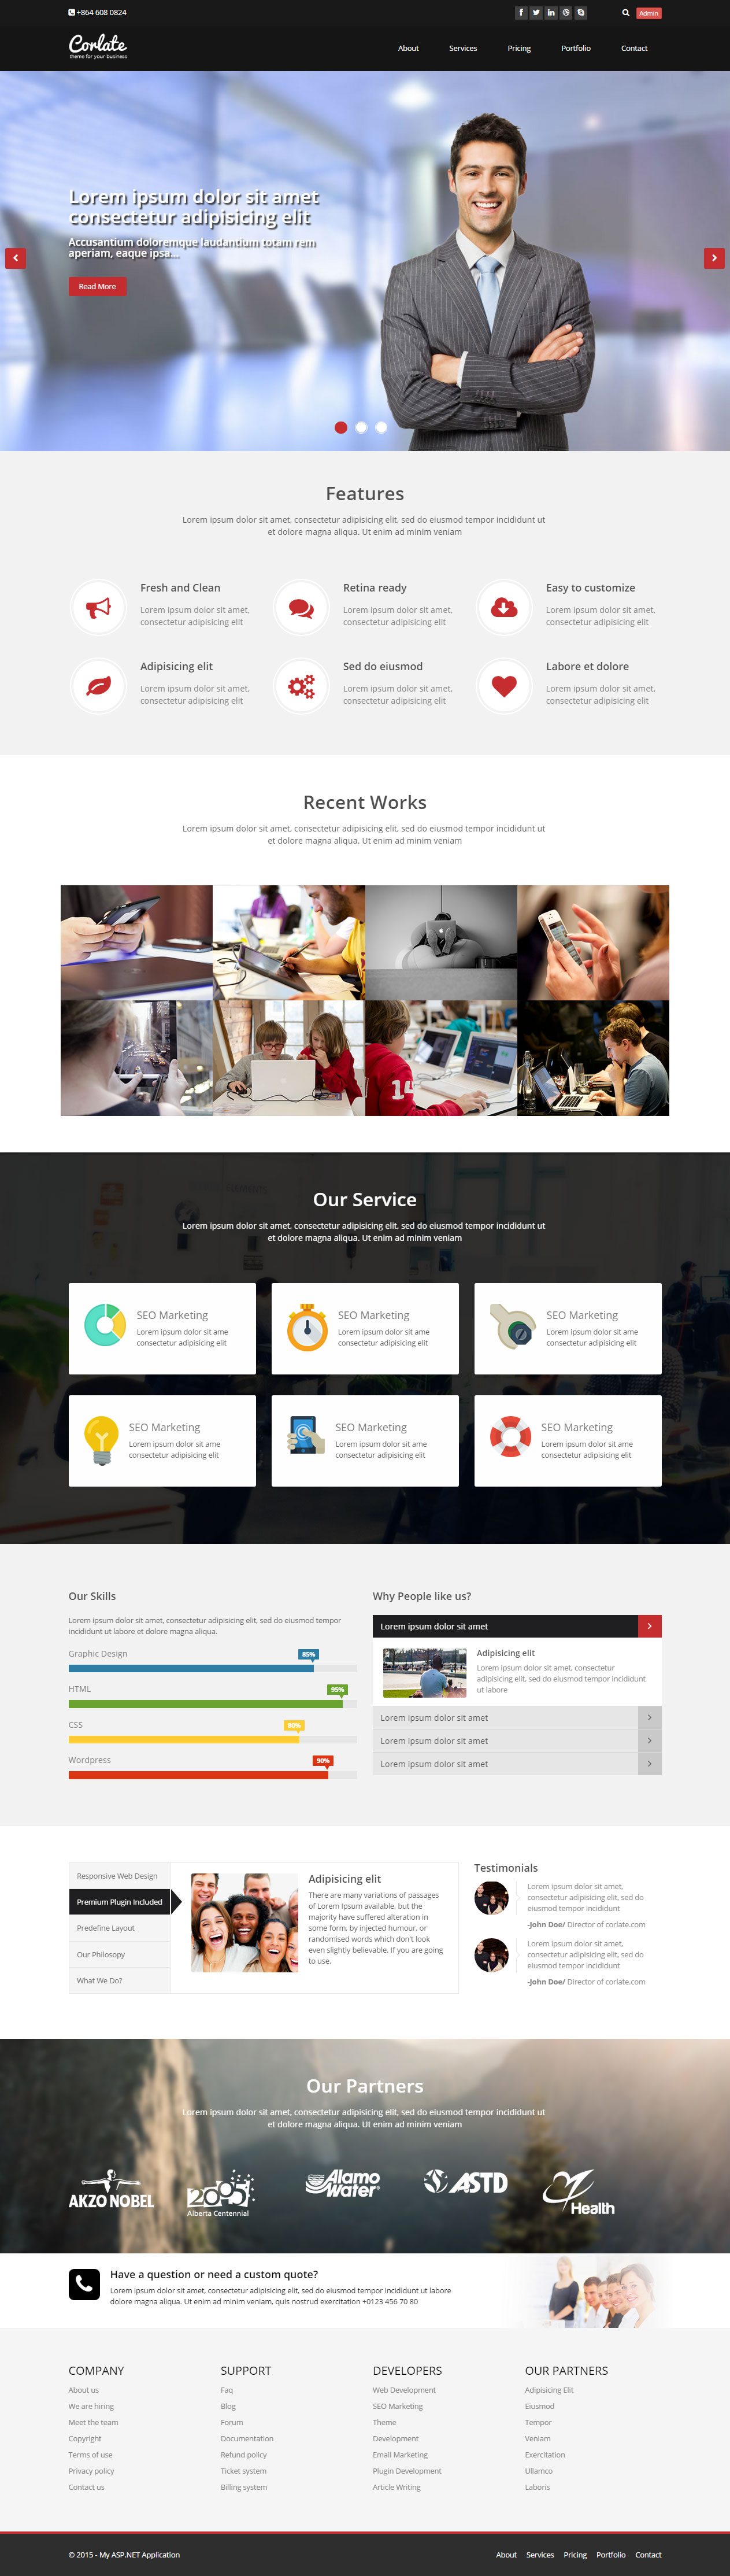 +864 608 0824
Admin
Corlate
theme for your business
About Services Pricing Portfolio Contact
Lorem ipsum dolor sit amet
consectetur adipisicing elit
Accusantium doloremque laudantium totam rem
aperiam, eaque ipsa...
Read More
Features
Lorem ipsum dolor sit amet, consectetur adipisicing elit, sed do eiusmod tempor incididunt ut
et dolore magna aliqua. Ut enim ad minim veniam
Fresh and Clean
Lorem ipsum dolor sit amet,
consectetur adipisicing elit
Retina ready
Lorem ipsum dolor sit amet,
consectetur adipisicing elit
Easy to customize
Lorem ipsum dolor sit amet,
consectetur adipisicing elit
Adipisicing elit
Lorem ipsum dolor sit amet,
consectetur adipisicing elit
Sed do eiusmod
Lorem ipsum dolor sit amet,
consectetur adipisicing elit
Labore et dolore
Lorem ipsum dolor sit amet,
consectetur adipisicing elit
Recent Works
Lorem ipsum dolor sit amet, consectetur adipisicing elit, sed do eiusmod tempor incididunt ut
et dolore magna aliqua. Ut enim ad minim veniam
14
Our Service
Lorem ipsum dolor sit amet, consectetur adipisicing elit, sed do eiusmod tempor incididunt ut
et dolore magna aliqua. Ut enim ad minim veniam
SEO Marketing
Lorem ipsum dolor sit ame
consectetur adipisicing elit
SEO Marketing
Lorem ipsum dolor sit ame
consectetur adipisicing elit
SEO Marketing
Lorem ipsum dolor sit ame
consectetur adipisicing elit
SEO Marketing
Lorem ipsum dolor sit ame
consectetur adipisicing elit
SEO Marketing
Lorem ipsum dolor sit ame
consectetur adipisicing elit
SEO Marketing
Lorem ipsum dolor sit ame
consectetur adipisicing elit
Our Skills
Lorem ipsum dolor sit amet, consectetur adipisicing elit, sed do eiusmod tempor
incididunt ut labore et dolore magna aliqua.
Graphic Design 85%
HTML 95%
CSS 80%
Wordpress 90%
Why People like us?
Lorem ipsum dolor sit amet
Adipisicing elit
Lorem ipsum dolor sit amet, consectetur
adipisicing elit, sed do eiusmod tempor incididunt
ut labore
Lorem ipsum dolor sit amet
Lorem ipsum dolor sit amet
Lorem ipsum dolor sit amet
Responsive Web Design
Premium Plugin Included
Predefine Layout
Our Philosopy
What We Do?
Adipisicing elit
There are many variations of passages
of Lorem Ipsum available, but the
majority have suffered alteration in
some form, by injected humour, or
randomised words which don't look
even slightly believable. If you are going
to use.
Testimonials
Lorem ipsum dolor sit amet,
consectetur adipisicing elit, sed do
eiusmod tempor incididunt
-John Doe/ Director of corlate.com
Lorem ipsum dolor sit amet,
consectetur adipisicing elit, sed do
eiusmod tempor incididunt
-John Doe/ Director of corlate.com
Our Partners
Lorem ipsum dolor sit amet, consectetur adipisicing elit, sed do eiusmod tempor incididunt ut
et dolore magna aliqua. Ut enim ad minim veniam
AKZO NOBEL
2005
Alberta Centennial
Alamo
Water
ASTD
Health
Have a question or need a custom quote?
Lorem ipsum dolor sit amet, consectetur adipisicing elit, sed do eiusmod tempor incididunt ut labore
dolore magna aliqua. Ut enim ad minim veniam, quis nostrud exercitation +0123 456 70 80
COMPANY
About us
We are hiring
Meet the team
Copyright
Terms of use
Privacy policy
Contact us
SUPPORT
Faq
Blog
Forum
Documentation
Refund policy
Ticket system
Billing system
DEVELOPERS
Web Development
SEO Marketing
Theme
Development
Email Marketing
Plugin Development
Article Writing
OUR PARTNERS
Adipisicing Elit
Eiusmod
Tempor
Veniam
Exercitation
Ullamco
Laboris
© 2015 - My ASP.NET Application
About Services Pricing Portfolio Contact